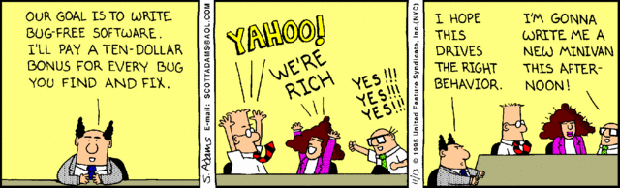 OUR GOAL IS TO WRITE
BUG-FREE SOFTWARE.
I'LL PAY A TEN-DOLLAR
BONUS FOR EVERY BUG
YOU FIND AND FIX.
S. Adams E-mail: SCOTTADAMS@AOL.COM
YAHOO!
WE'RE
RICH
YES!!!
YES!!!
YES!!!
11/13 © 1995 United Feature Syndicate, Inc. (NYC)
I HOPE
THIS
DRIVES
THE RIGHT
BEHAVIOR.
I'M GONNA
WRITE ME A
NEW MINIVAN
THIS AFTER-
NOON!